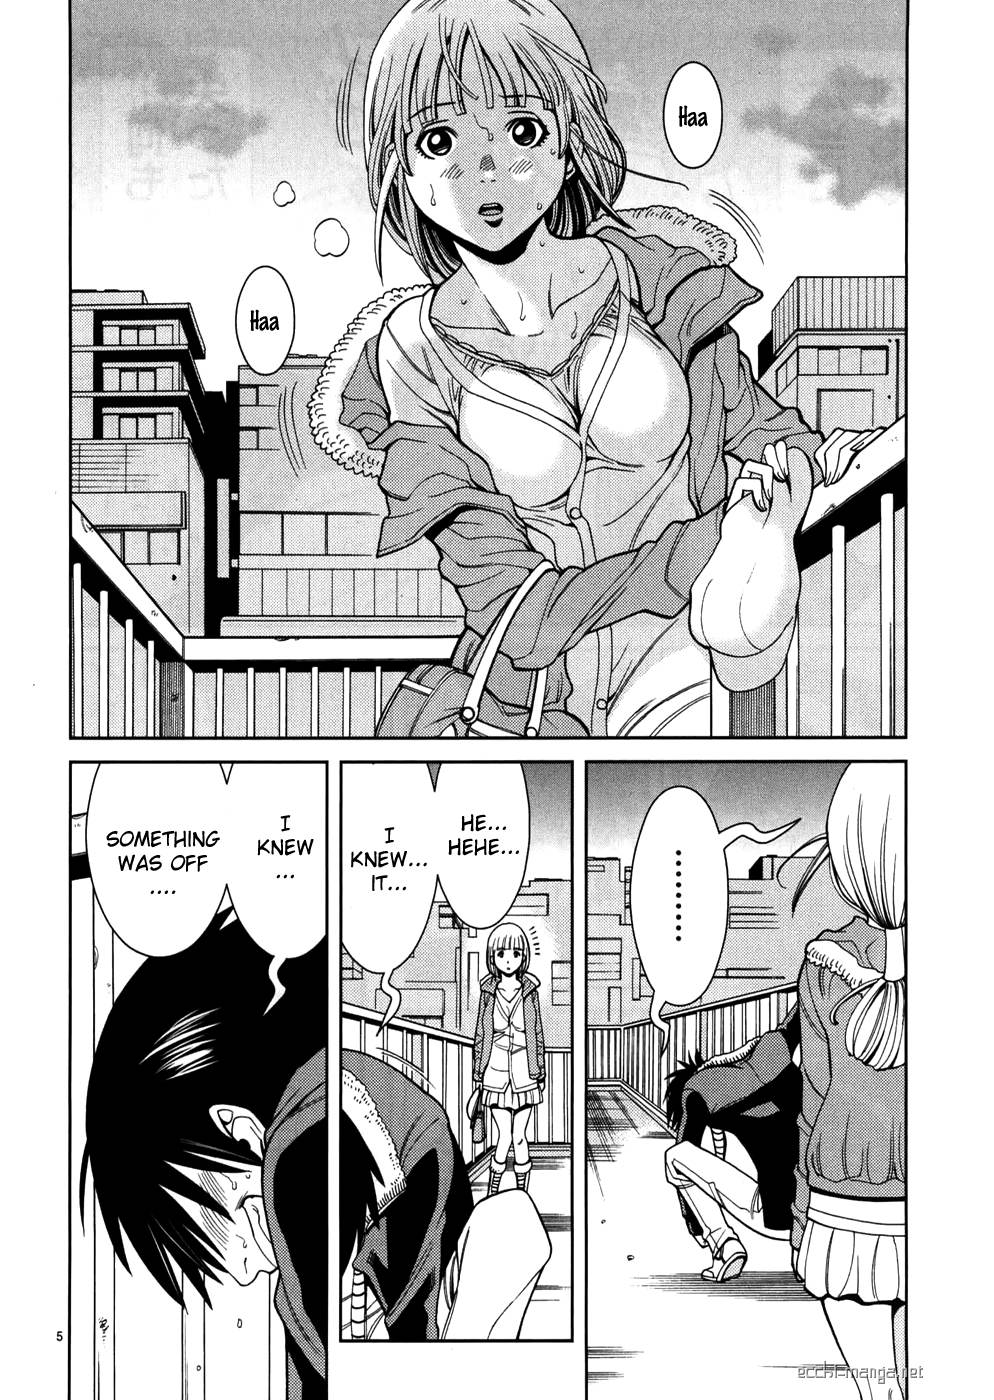 Haa
Haa
.........
HE...
HEHE...
I
KNEW...
IT...
I
KNEW
...
SOMETHING
WAS OFF
....
5
ecchi-manga.net